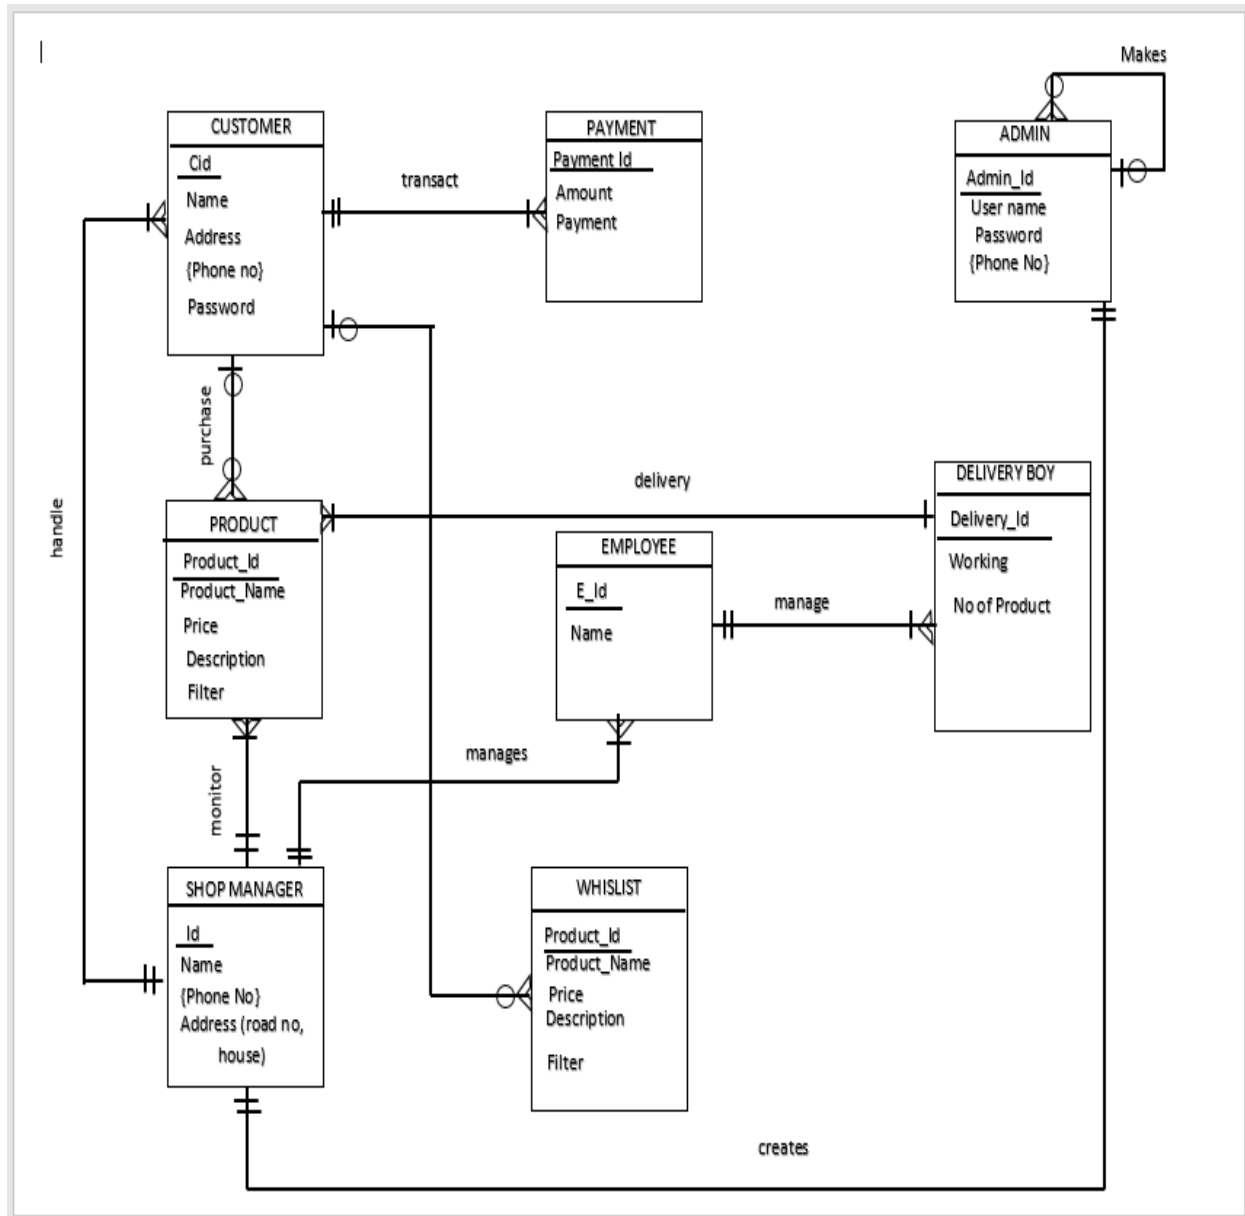 Makes
CUSTOMER
Cid
Name
Address
{Phone no}
Password
transact
PAYMENT
Payment Id
Amount
Payment
ADMIN
Admin_Id
User name
Password
{Phone No}
purchase
handle
PRODUCT
Product_Id
Product_Name
Price
Description
Filter
delivery
EMPLOYEE
E_Id
Name
manage
DELIVERY BOY
Delivery_Id
Working
No of Product
monitor
manages
SHOP MANAGER
Id
Name
{Phone No}
Address (road no,
house)
WHISLIST
Product_Id
Product_Name
Price
Description
Filter
creates